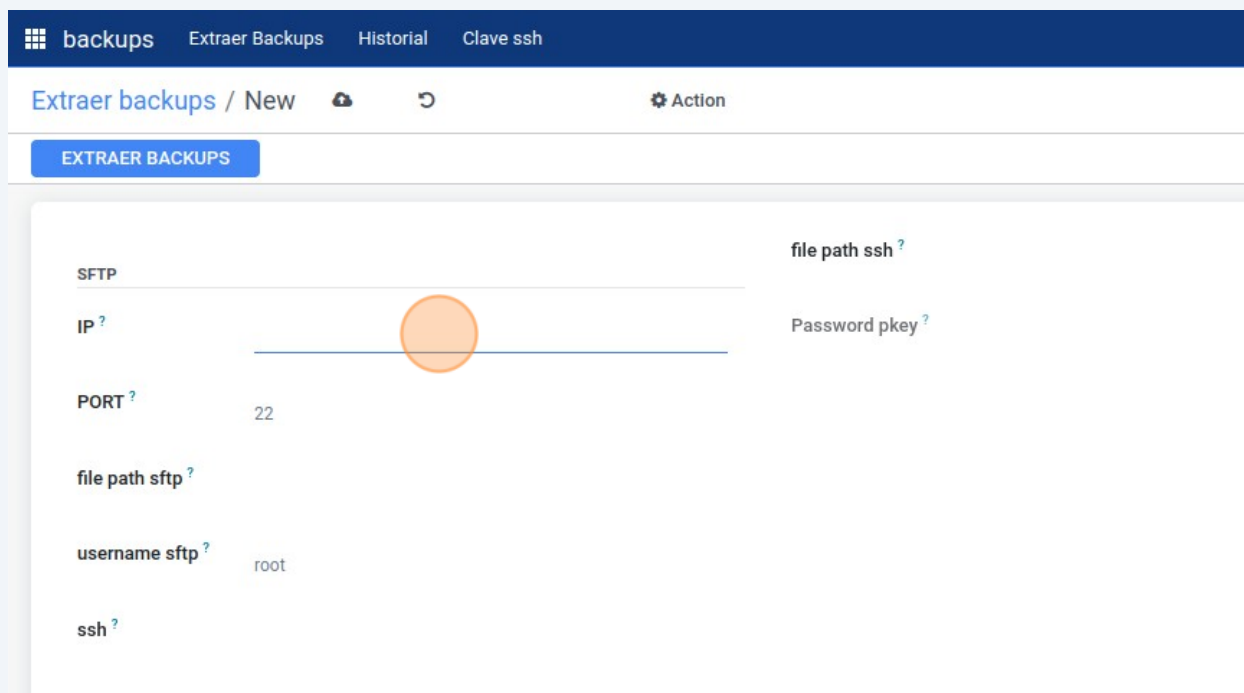 backups Extraer Backups Historial Clave ssh
Extraer backups / New Action
EXTRAER BACKUPS
SFTP
IP ?
PORT ?
22
file path sftp ?
username sftp ?
root
ssh ?
file path ssh ?
Password pkey ?